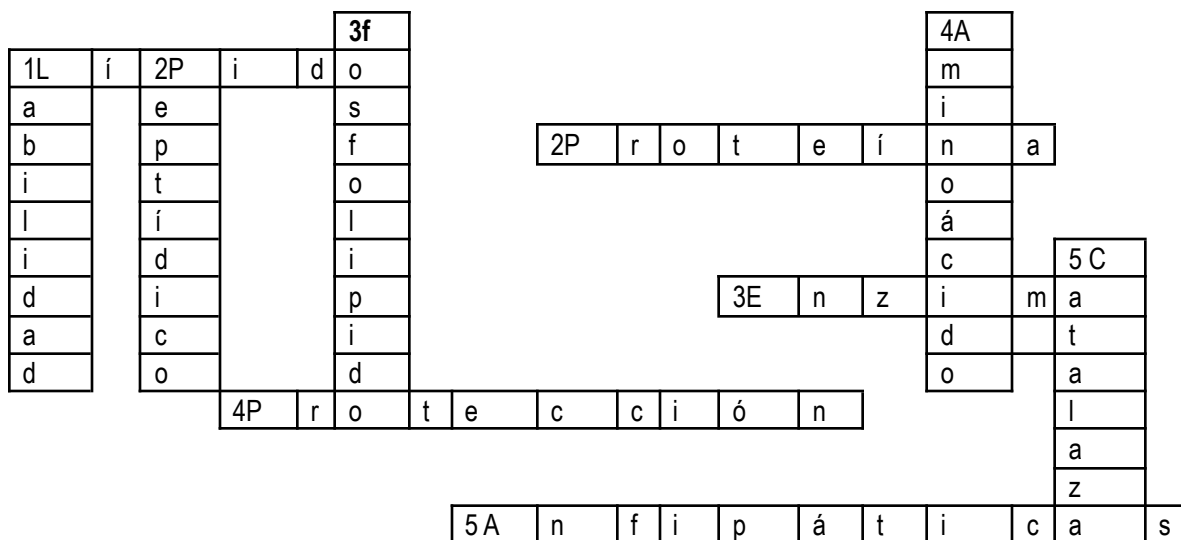 3f 4A
1L í 2P i d o m
a e s i
b p f 2P r o t e í n a
i t o o
l í l á
i d i c 5 C
d i p 3E n z i m a
a c i d t
d o d o a
4P r o t e c c i ó n l
a
z
5 A n f i p á t i c a s